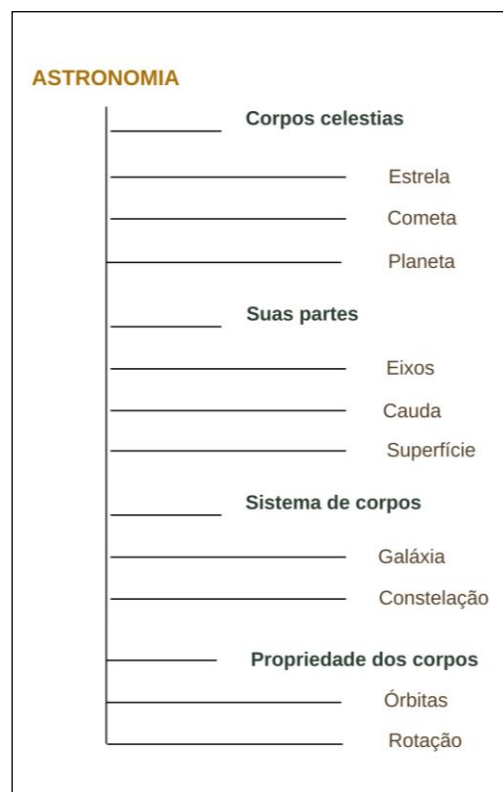 ASTRONOMIA
Corpos celestias
Estrela
Cometa
Planeta
Suas partes
Eixos
Cauda
Superfície
Sistema de corpos
Galáxia
Constelação
Propriedade dos corpos
Órbitas
Rotação